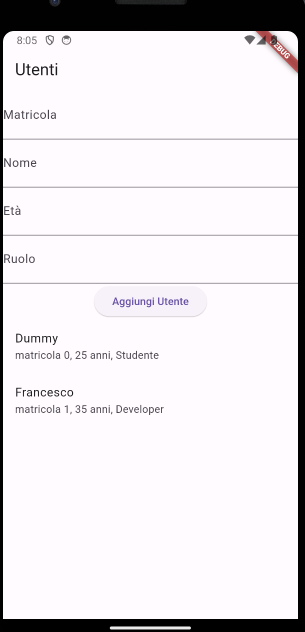 8:05
DEBUG
Utenti
Matricola
Nome
Età
Ruolo
Aggiungi Utente
Dummy
matricola 0, 25 anni, Studente
Francesco
matricola 1, 35 anni, Developer